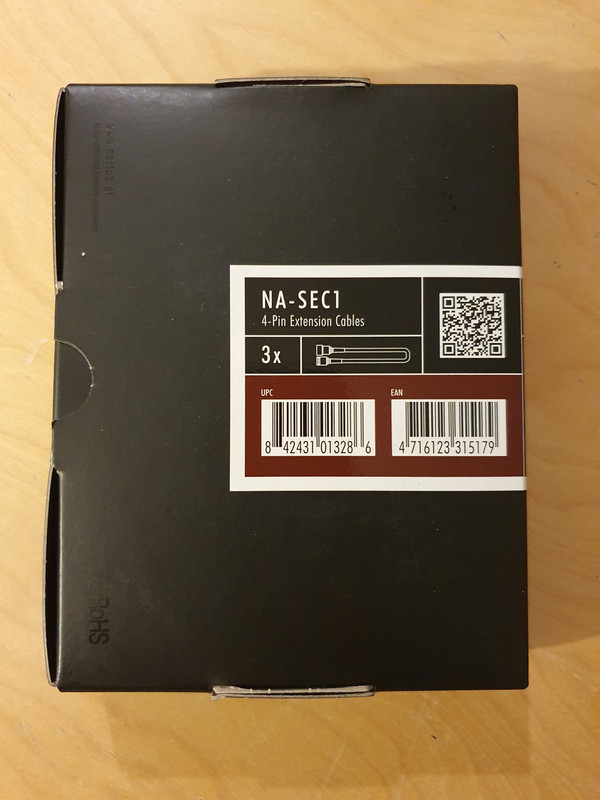 NA-SEC1
4-Pin Extension Cables
3x
UPC
8 42431 01328 6
EAN
4 716123 315179
RoHS